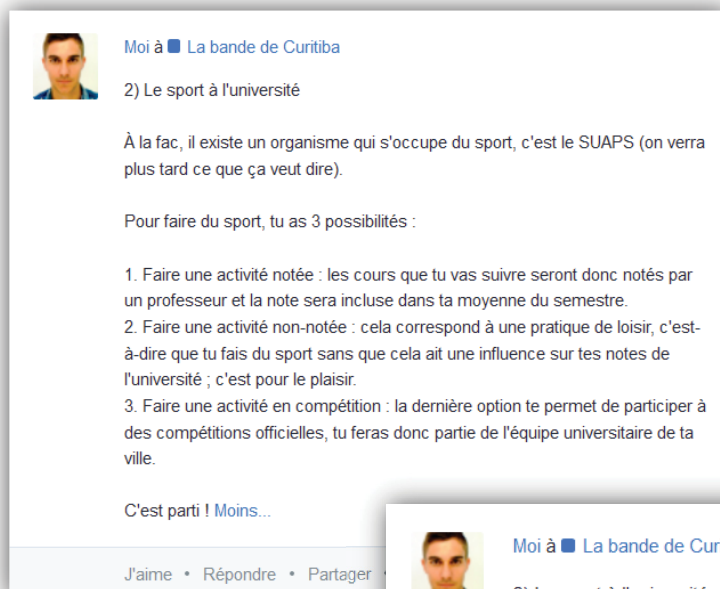 Moi à La bande de Curitiba
2) Le sport à l'université
À la fac, il existe un organisme qui s'occupe du sport, c'est le SUAPS (on verra
plus tard ce que ça veut dire).
Pour faire du sport, tu as 3 possibilités :
1. Faire une activité notée : les cours que tu vas suivre seront donc notés par
un professeur et la note sera incluse dans ta moyenne du semestre.
2. Faire une activité non-notée : cela correspond à une pratique de loisir, c'est-
à-dire que tu fais du sport sans que cela ait une influence sur tes notes de
l'université ; c'est pour le plaisir.
3. Faire une activité en compétition : la dernière option te permet de participer à
des compétitions officielles, tu feras donc partie de l'équipe universitaire de ta
ville.
C'est parti ! Moins...
J'aime • Répondre • Partager •
Moi à La bande de Cur